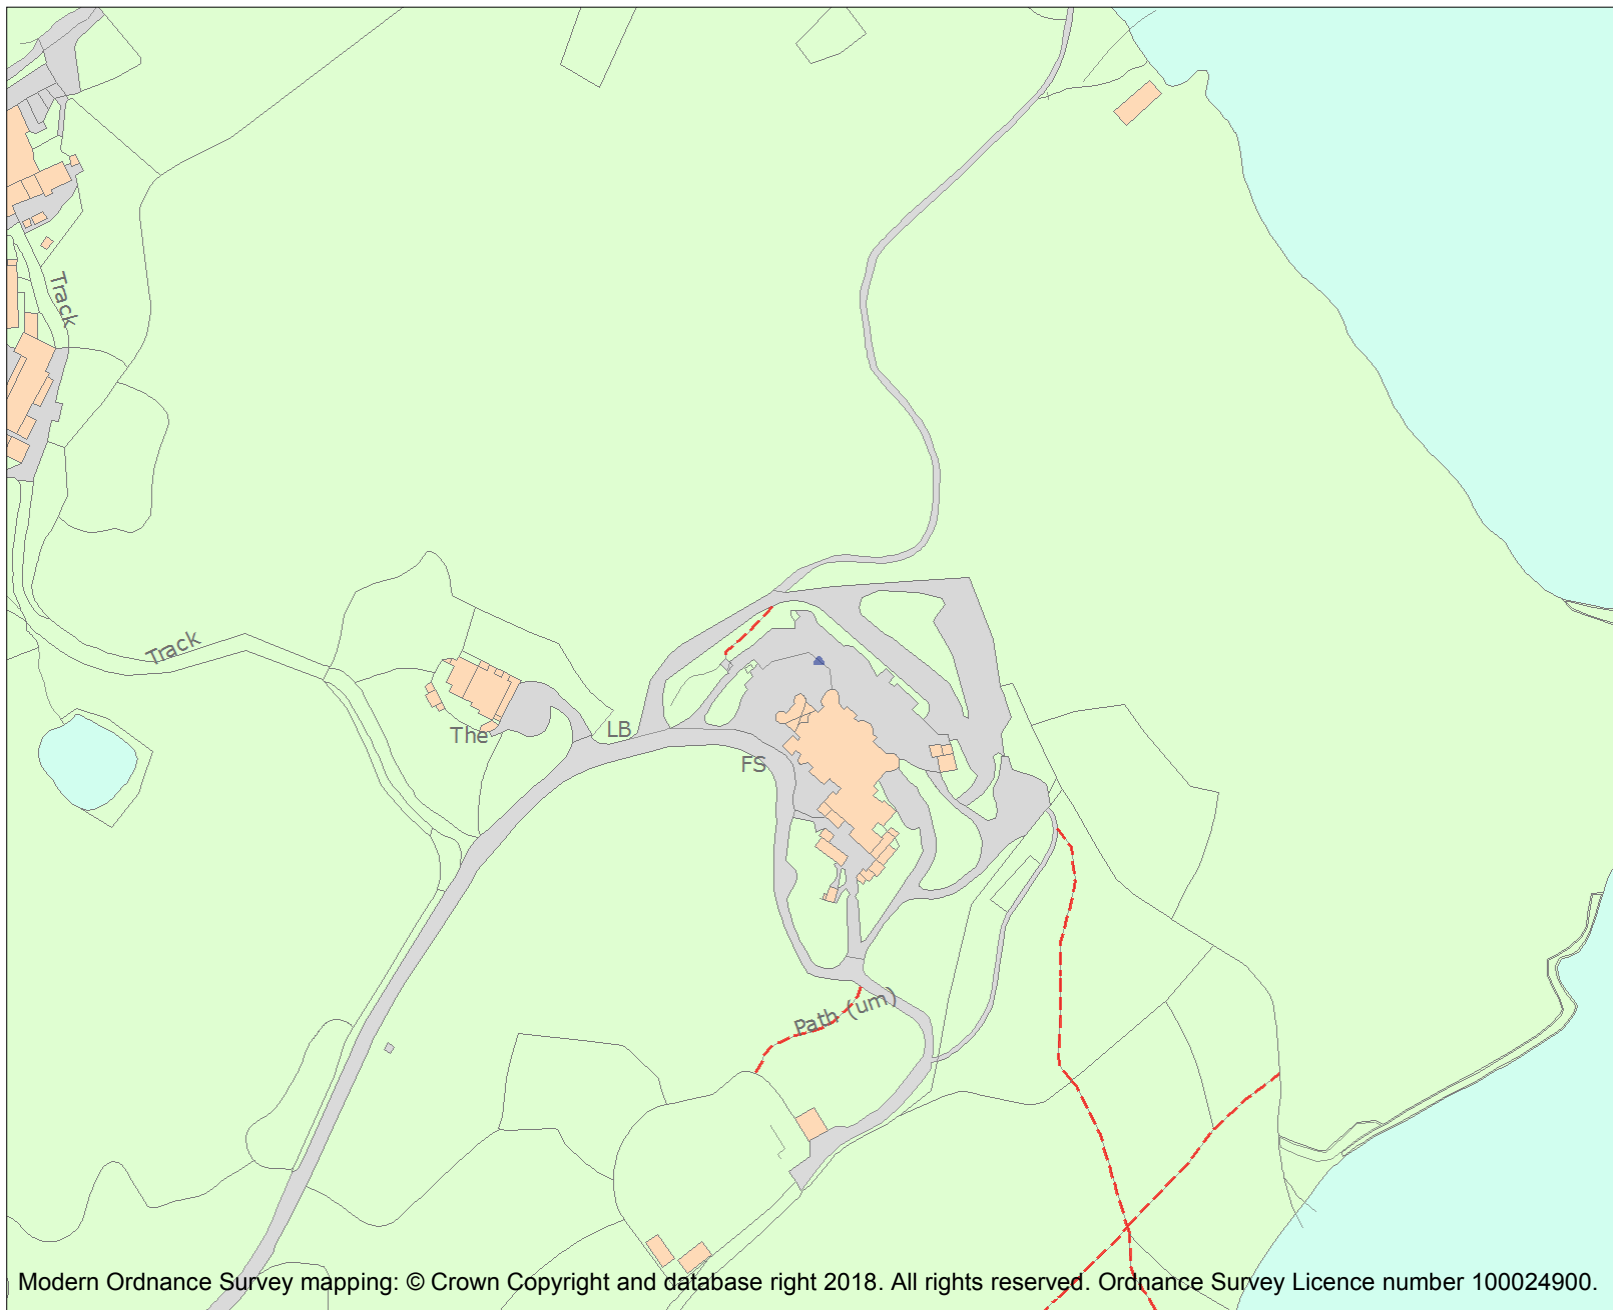 Track
Track
The
LB
FS
Path (um)
Modern Ordnance Survey mapping: © Crown Copyright and database right 2018. All rights reserved. Ordnance Survey Licence number 100024900.